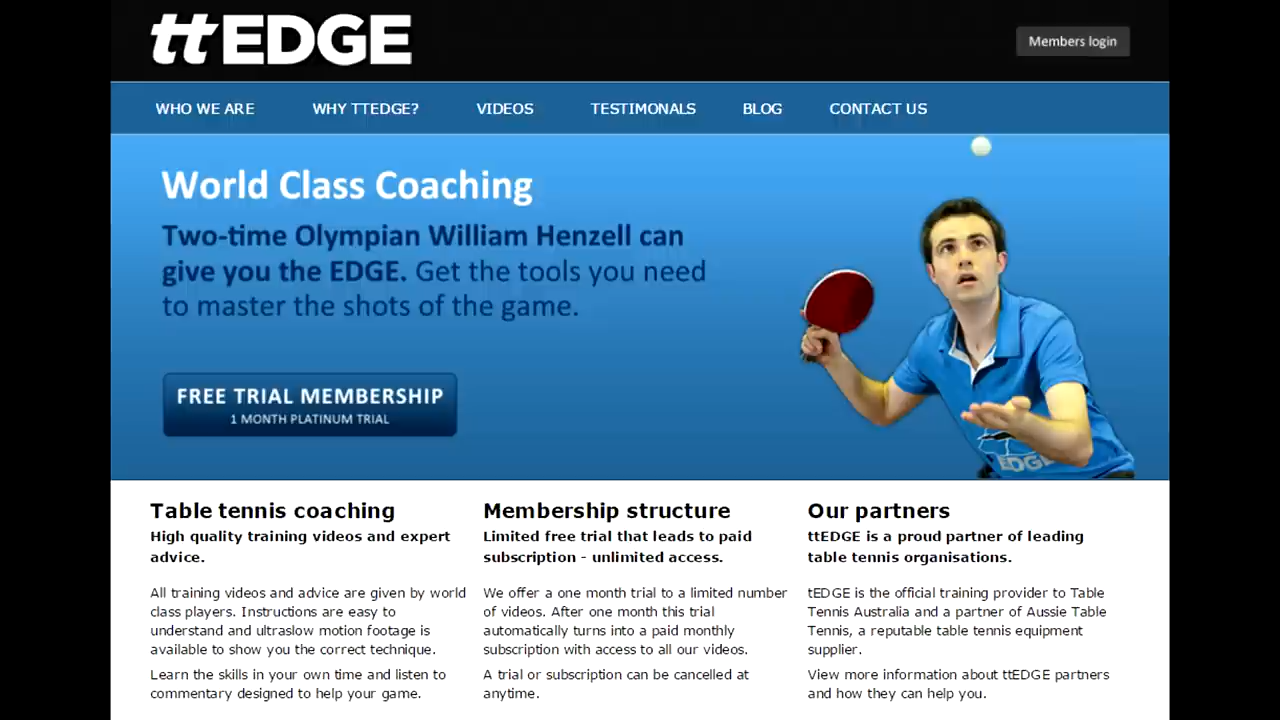 ttEDGE
Members login
WHO WE ARE
WHY TTEDGE?
VIDEOS
TESTIMONALS
BLOG
CONTACT US
World Class Coaching
Two-time Olympian William Henzell can
give you the EDGE. Get the tools you need
to master the shots of the game.
FREE TRIAL MEMBERSHIP
1 MONTH PLATINUM TRIAL
EDGE
Table tennis coaching
High quality training videos and expert
advice.
All training videos and advice are given by world
class players. Instructions are easy to
understand and ultraslow motion footage is
available to show you the correct technique.
Learn the skills in your own time and listen to
commentary designed to help your game.
Membership structure
Limited free trial that leads to paid
subscription - unlimited access.
We offer a one month trial to a limited number
of videos. After one month this trial
automatically turns into a paid monthly
subscription with access to all our videos.
A trial or subscription can be cancelled at
anytime.
Our partners
ttEDGE is a proud partner of leading
table tennis organisations.
tEDGE is the official training provider to Table
Tennis Australia and a partner of Aussie Table
Tennis, a reputable table tennis equipment
supplier.
View more information about ttEDGE partners
and how they can help you.